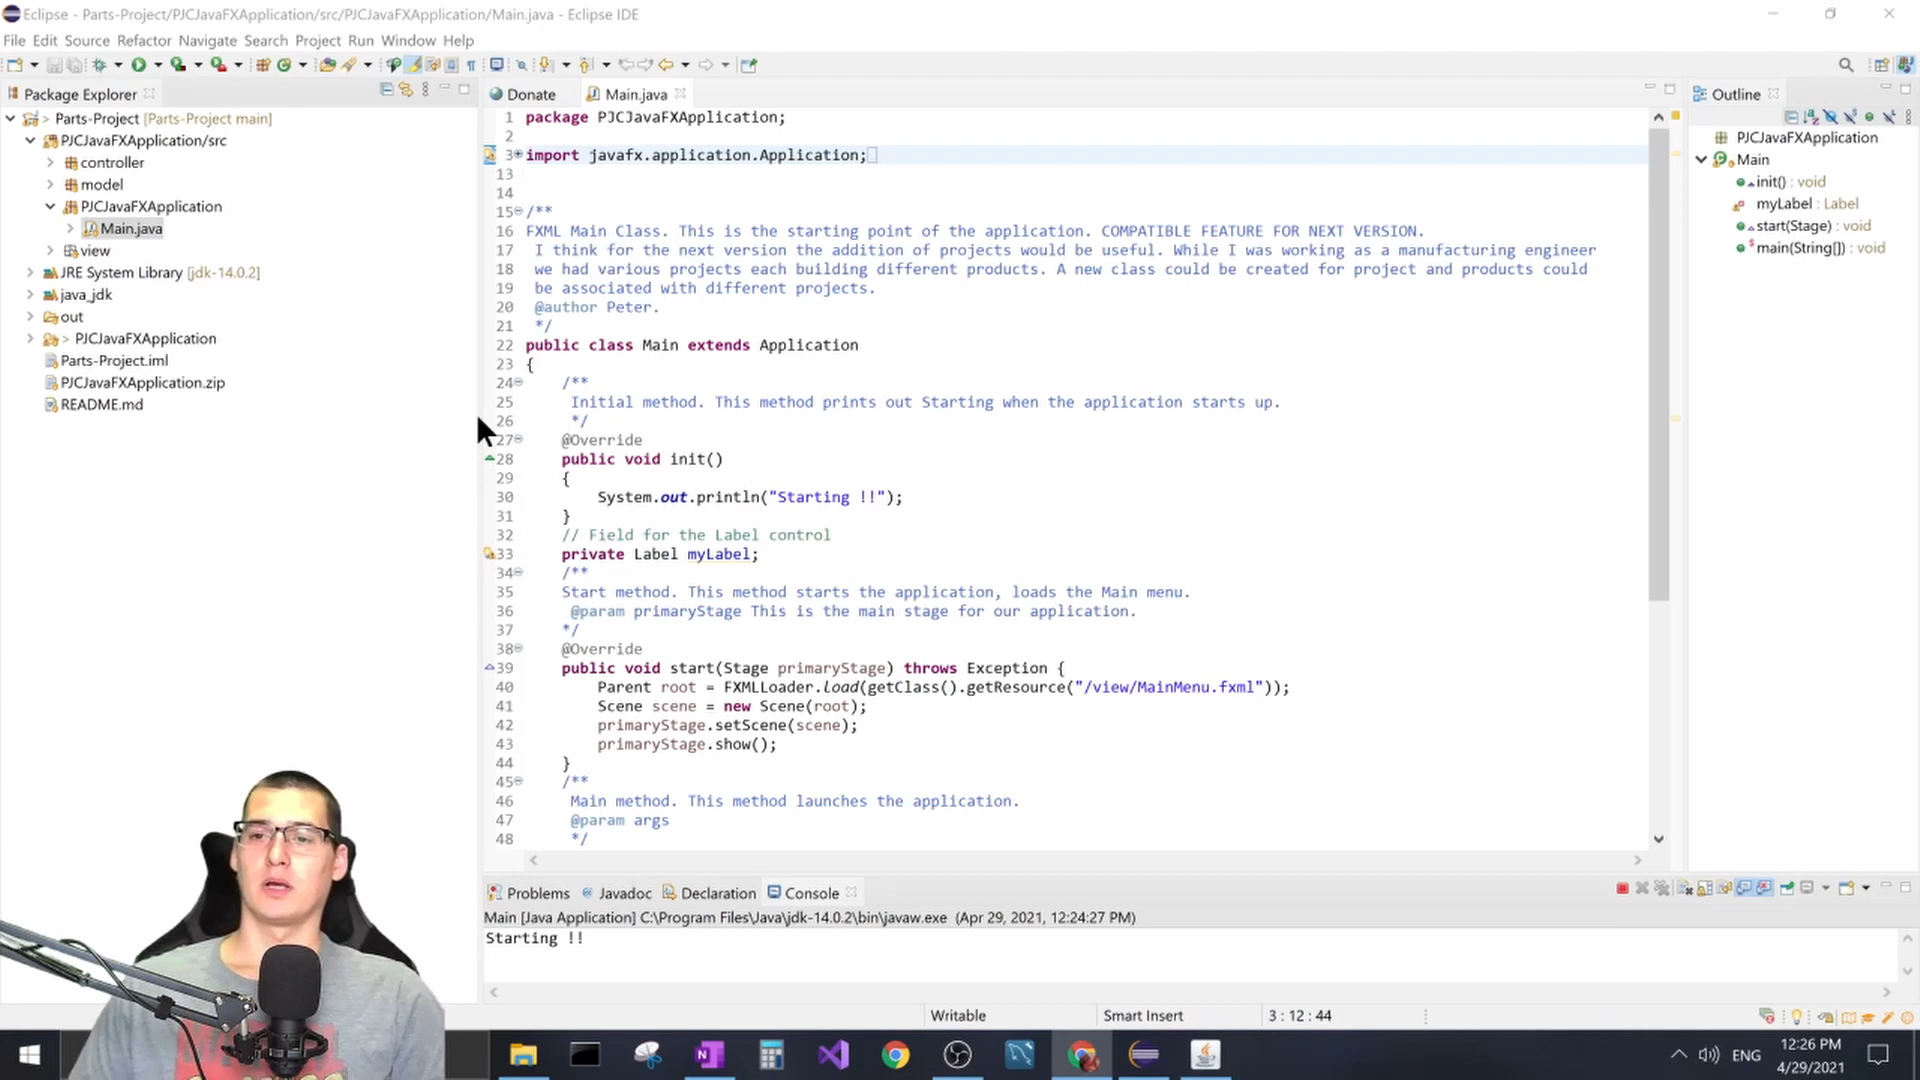 Eclipse - Parts-Project/PJCJavaFXApplication/src/PJCJavaFXApplication/Main.java - Eclipse IDE
File Edit Source Refactor Navigate Search Project Run Window Help
Package Explorer
Parts-Project [Parts-Project main]
PJCJavaFXApplication/src
controller
model
PJCJavaFXApplication
Main.java
view
JRE System Library [jdk-14.0.2]
java_jdk
out
> PJCJavaFXApplication
Parts-Project.iml
PJCJavaFXApplication.zip
README.md
Donate
Main.java
1 package PJCJavaFXApplication;
2
3 import javafx.application.Application;
13
14
15 /**
16 FXML Main Class. This is the starting point of the application. COMPATIBLE FEATURE FOR NEXT VERSION.
17 I think for the next version the addition of projects would be useful. While I was working as a manufacturing engineer
18 we had various projects each building different products. A new class could be created for project and products could
19 be associated with different projects.
20 @author Peter.
21 */
22 public class Main extends Application
23 {
24 /**
25 Initial method. This method prints out Starting when the application starts up.
26 */
27 @Override
28 public void init()
29 {
30 System.out.println("Starting !!");
31 }
32 // Field for the Label control
33 private Label myLabel;
34 /**
35 Start method. This method starts the application, loads the Main menu.
36 @param primaryStage This is the main stage for our application.
37 */
38 @Override
39 public void start(Stage primaryStage) throws Exception {
40 Parent root = FXMLLoader.load(getClass().getResource("/view/MainMenu.fxml"));
41 Scene scene = new Scene(root);
42 primaryStage.setScene(scene);
43 primaryStage.show();
44 }
45 /**
46 Main method. This method launches the application.
47 @param args
48 */
Outline
PJCJavaFXApplication
Main
init() : void
myLabel : Label
start(Stage) : void
main(String[]) : void
Problems Javadoc Declaration Console
Main [Java Application] C:\Program Files\Java\jdk-14.0.2\bin\javaw.exe (Apr 29, 2021, 12:24:27 PM)
Starting !!
Writable Smart Insert 3 : 12 : 44
ENG
12:26 PM
4/29/2021